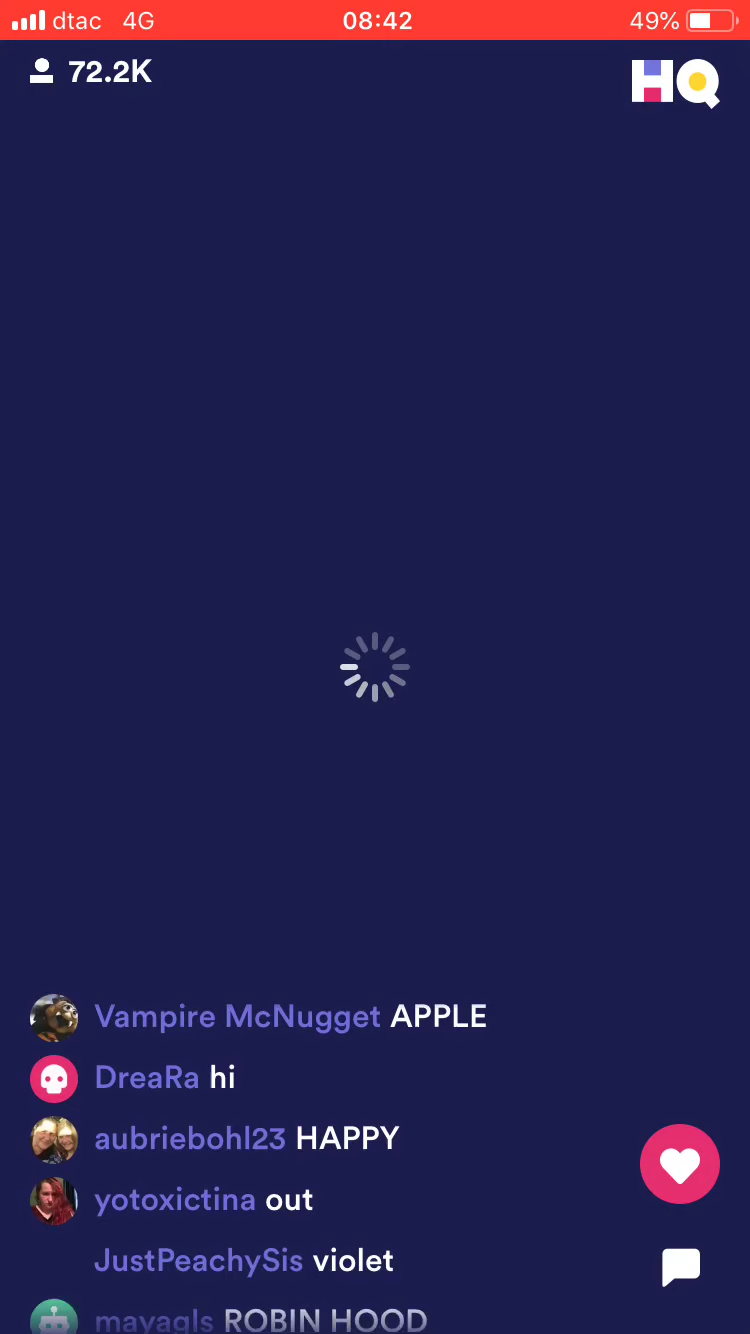 dtac 4G 08:42 49%
72.2K HQ
Vampire McNugget APPLE
DreaRa hi
aubriebohl23 HAPPY
yotoxictina out
JustPeachySis violet
mayagls ROBIN HOOD